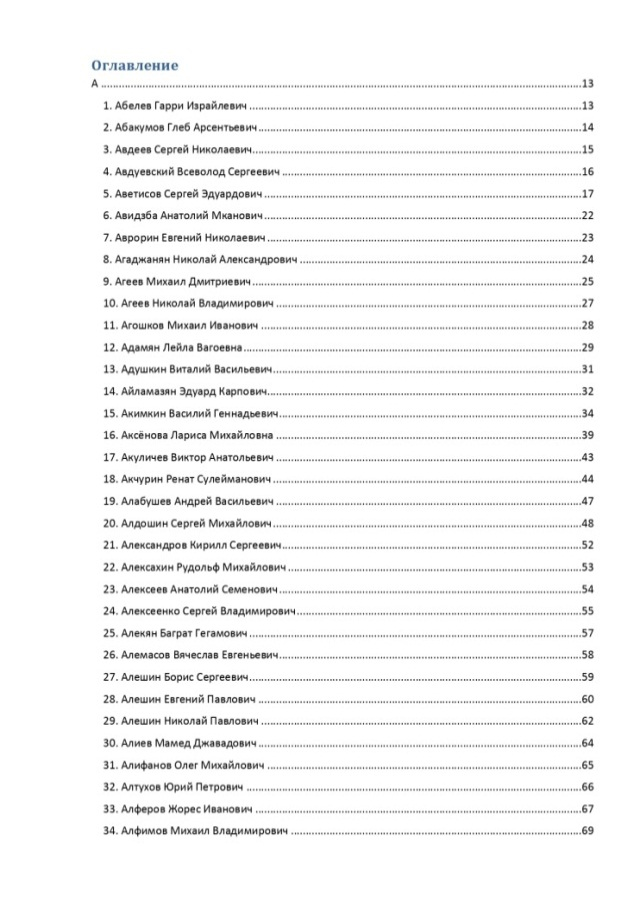 Оглавление
А ... 13
1. Абелев Гарри Израйлевич ... 13
2. Абакумов Глеб Арсентьевич ... 14
3. Авдеев Сергей Николаевич ... 15
4. Авдуевский Всеволод Сергеевич ... 16
5. Аветисов Сергей Эдуардович ... 17
6. Авидзба Анатолий Мканович ... 22
7. Аврорин Евгений Николаевич ... 23
8. Агаджанян Николай Александрович ... 24
9. Агеев Михаил Дмитриевич ... 25
10. Агеев Николай Владимирович ... 27
11. Агошков Михаил Иванович ... 28
12. Адамян Лейла Вагоевна ... 29
13. Адушкин Виталий Васильевич ... 31
14. Айламазян Эдуард Карпович ... 32
15. Акимкин Василий Геннадьевич ... 34
16. Аксёнова Лариса Михайловна ... 39
17. Акуличев Виктор Анатольевич ... 43
18. Акчурин Ренат Сулейманович ... 44
19. Алабушев Андрей Васильевич ... 47
20. Алдошин Сергей Михайлович ... 48
21. Александров Кирилл Сергеевич ... 52
22. Алексахин Рудольф Михайлович ... 53
23. Алексеев Анатолий Семенович ... 54
24. Алексеенко Сергей Владимирович ... 55
25. Алекян Баграт Гегамович ... 57
26. Алемасов Вячеслав Евгеньевич ... 58
27. Алешин Борис Сергеевич ... 59
28. Алешин Евгений Павлович ... 60
29. Алешин Николай Павлович ... 62
30. Алиев Мамед Джавадович ... 64
31. Алифанов Олег Михайлович ... 65
32. Алтухов Юрий Петрович ... 66
33. Алферов Жорес Иванович ... 67
34. Алфимов Михаил Владимирович ... 69